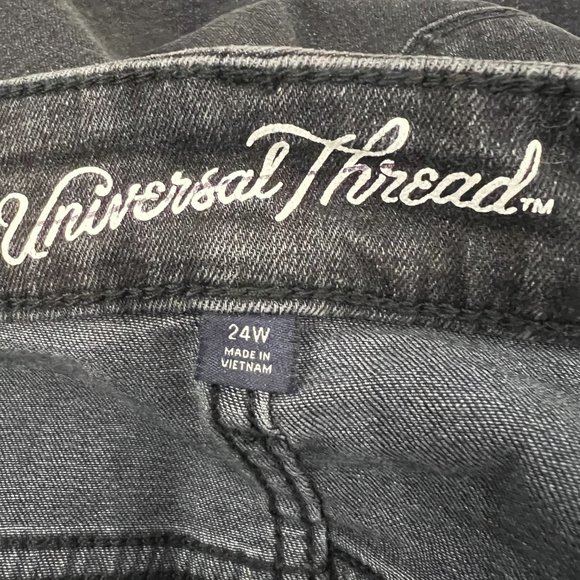 Universal Thread™
24W
MADE IN
VIETNAM